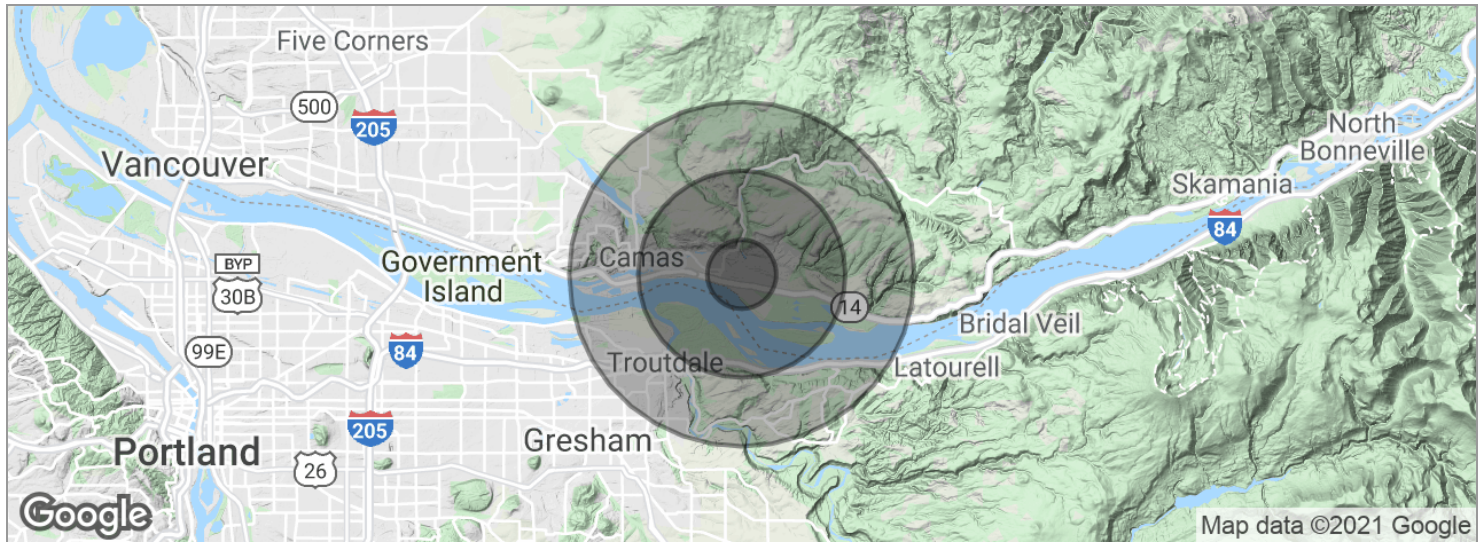 Five Corners
500
205
North
Bonneville
Vancouver
Skamania
84
Camas
Government
Island
BYP
30B
14
Bridal Veil
99E
84
Troutdale
Latourell
205
Gresham
Portland
26
Google
Map data ©2021 Google